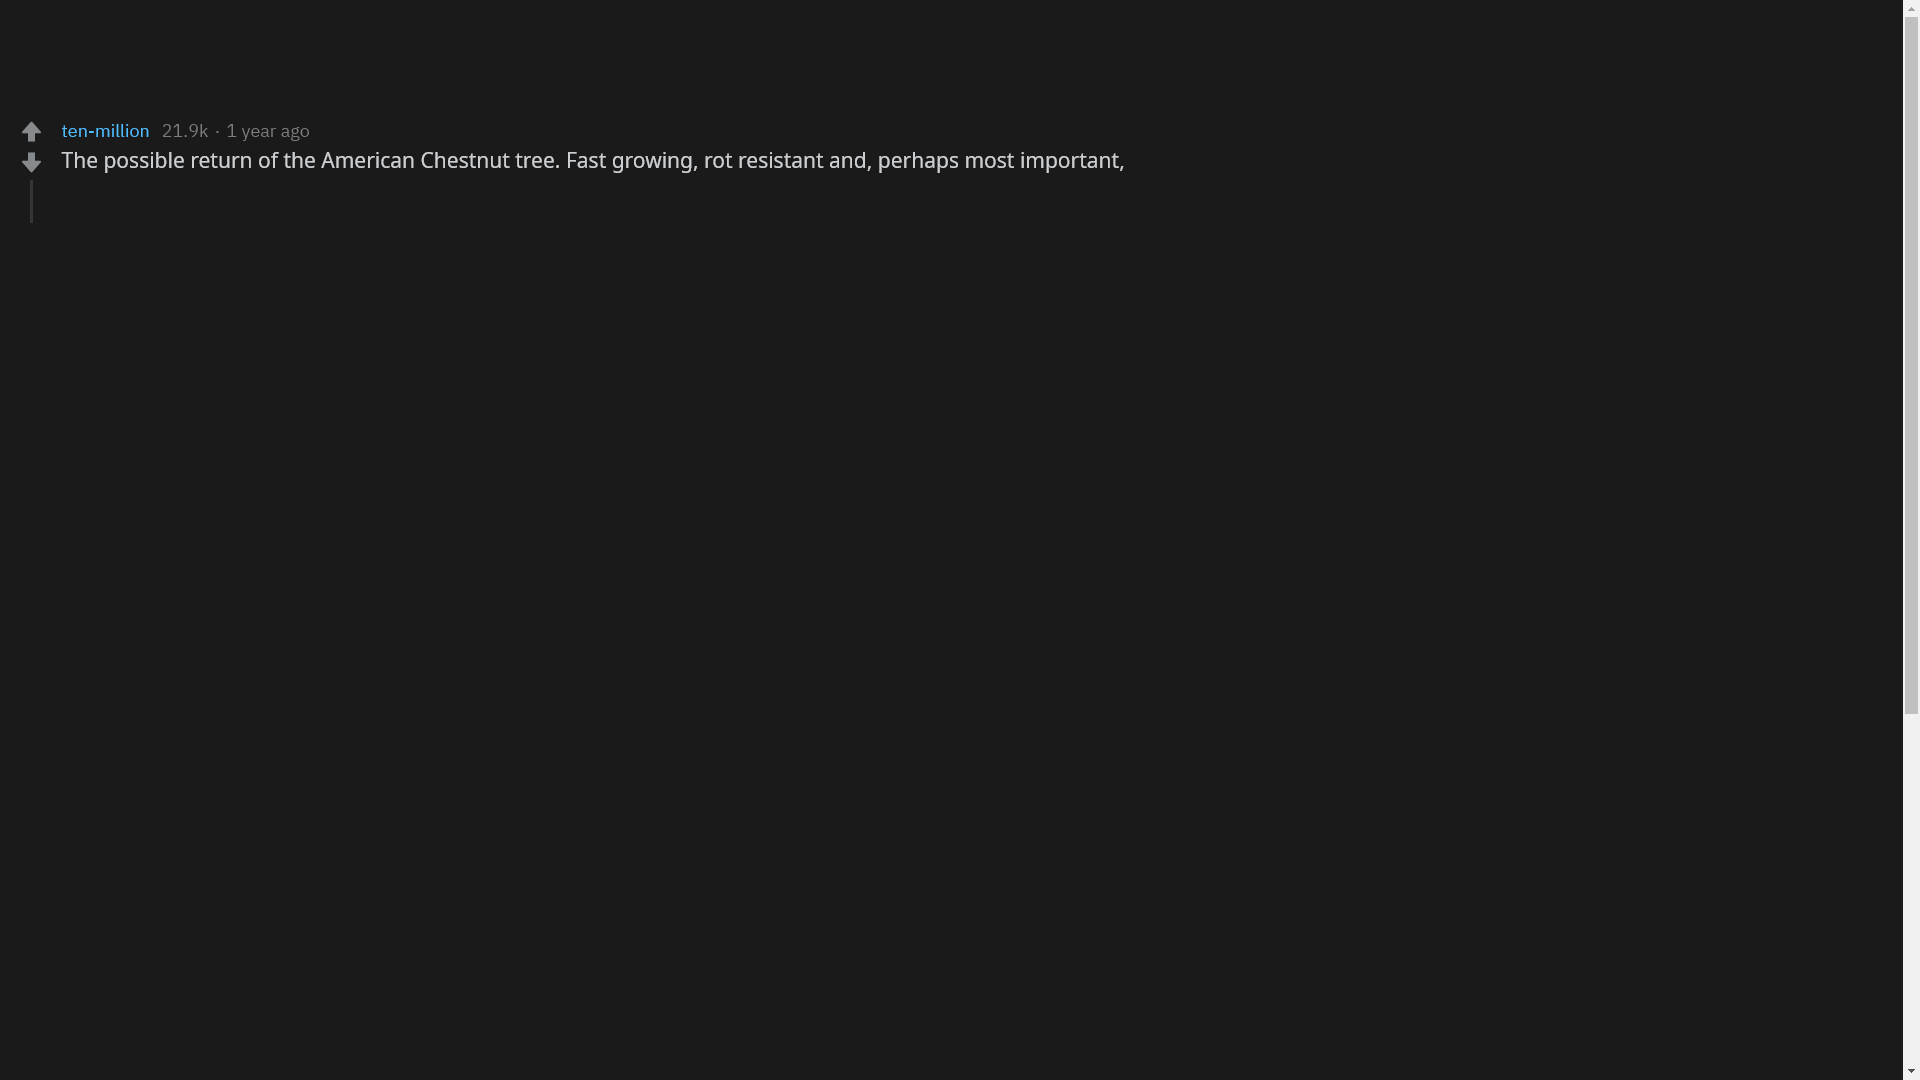 ten-million 21.9k · 1 year ago
The possible return of the American Chestnut tree. Fast growing, rot resistant and, perhaps most important,